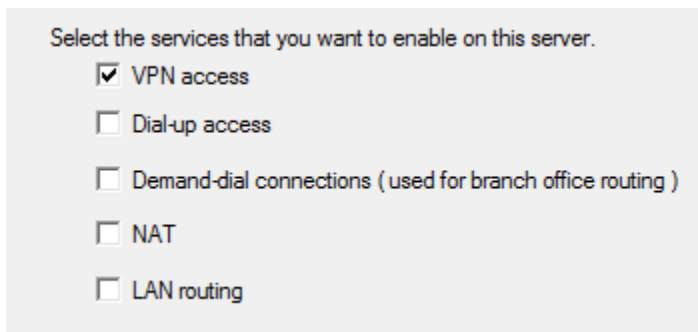 Select the services that you want to enable on this server.
VPN access
Dial-up access
Demand-dial connections ( used for branch office routing )
NAT
LAN routing